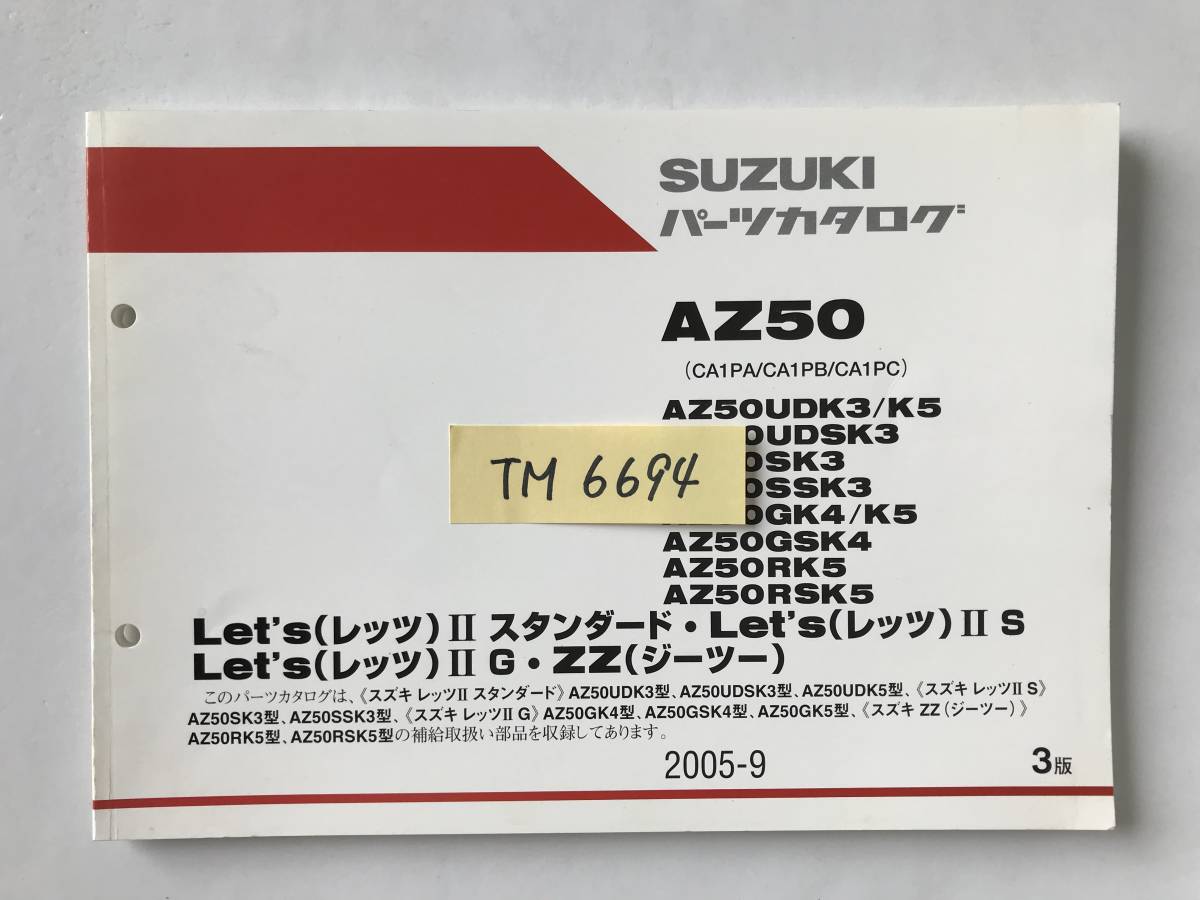 SUZUKI
パーツカタログ
AZ50
(CA1PA/CA1PB/CA1PC)
AZ50UDK3/K5
0UDSK3
0SK3
0SSK3
0GK4/K5
AZ50GSK4
AZ50RK5
AZ50RSK5
TM 6694
Let's(レッツ)Ⅱ スタンダード・Let's(レッツ)Ⅱ S
Let's(レッツ)Ⅱ G・ZZ(ジーツー)
このパーツカタログは、《スズキ レッツⅡ スタンダード》AZ50UDK3型、AZ50UDSK3型、AZ50UDK5型、《スズキ レッツⅡ S》
AZ50SK3型、AZ50SSK3型、《スズキ レッツⅡ G》AZ50GK4型、AZ50GSK4型、AZ50GK5型、《スズキ ZZ(ジーツー)》
AZ50RK5型、AZ50RSK5型の補給取扱い部品を収録してあります。
2005-9
3版